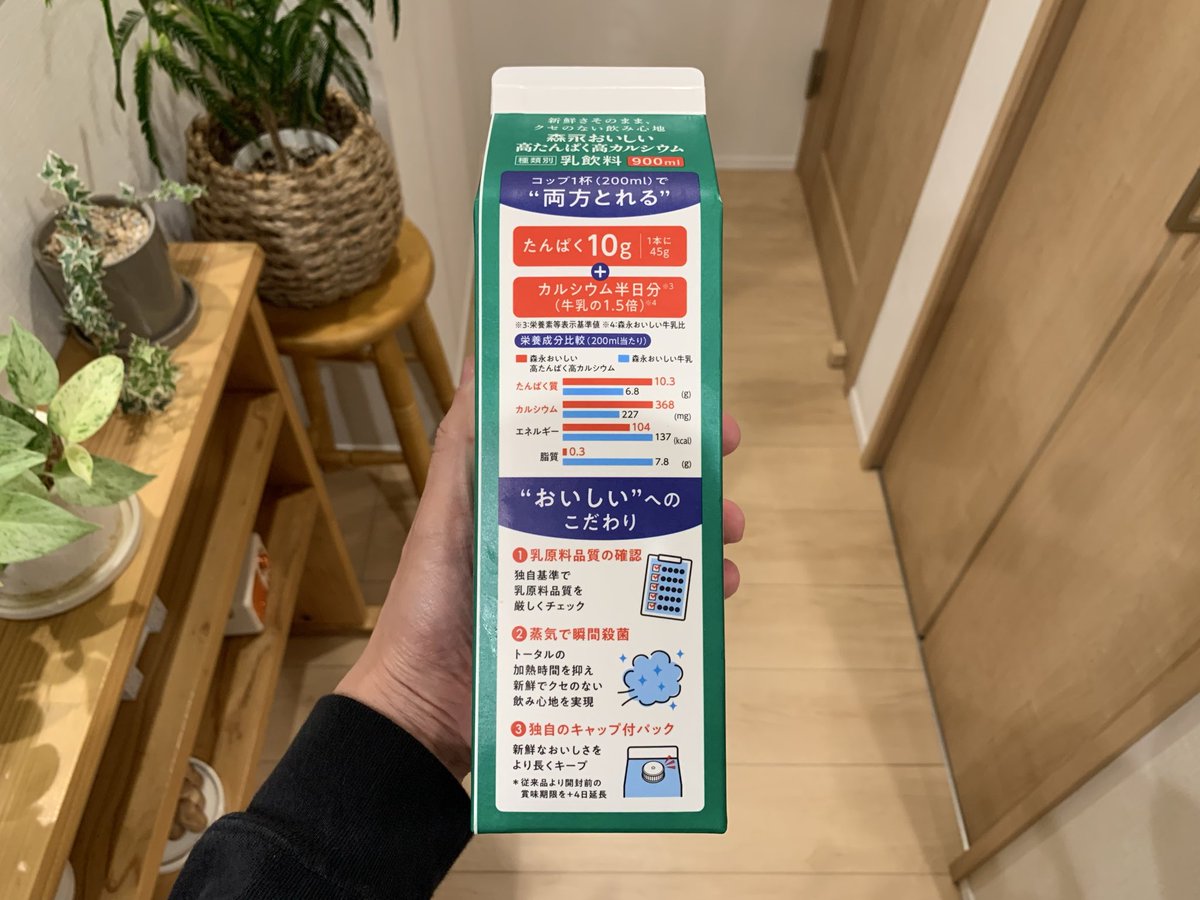 新鮮さそのまま、
クセのない飲み心地
森永おいしい
高たんぱく高カルシウム
種類別 乳飲料 900ml
コップ1杯(200ml)で
“両方とれる”
たんぱく10g 1本に45g
+
カルシウム半日分※3
(牛乳の1.5倍)※4
※3:栄養素等表示基準値 ※4:森永おいしい牛乳比
栄養成分比較(200ml当たり)
森永おいしい高たんぱく高カルシウム 森永おいしい牛乳
たんぱく質 10.3
6.8 (g)
カルシウム 368
227 (mg)
エネルギー 104
137 (kcal)
脂質 0.3
7.8 (g)
“おいしい”への
こだわり
1 乳原料品質の確認
独自基準で
乳原料品質を
厳しくチェック
2 蒸気で瞬間殺菌
トータルの
加熱時間を抑え
新鮮でクセのない
飲み心地を実現
3 独自のキャップ付パック
新鮮なおいしさを
より長くキープ
*従来品より開封前の
賞味期限を+4日延長